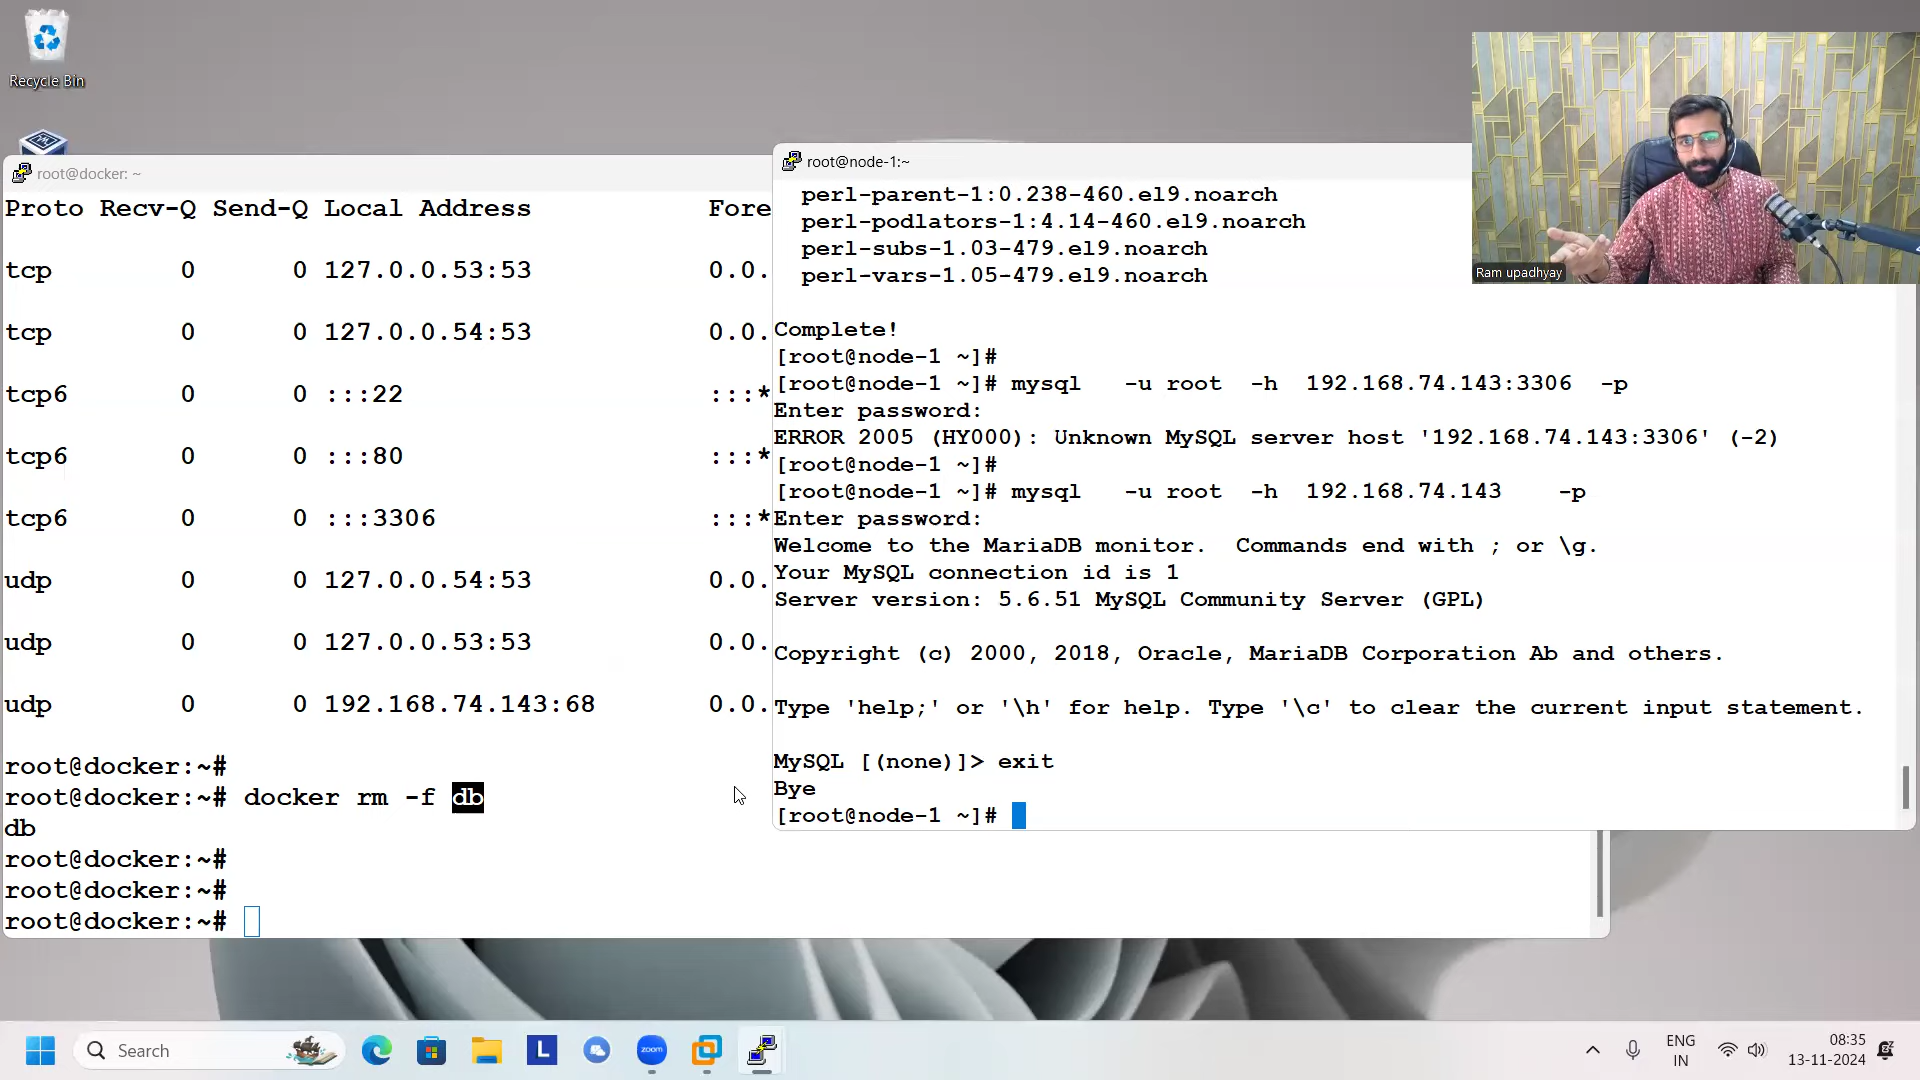 Recycle Bin
root@docker: ~
Proto Recv-Q Send-Q Local Address Fore
tcp 0 0 127.0.0.53:53 0.0.
tcp 0 0 127.0.0.54:53 0.0.
tcp6 0 0 :::22 :::*
tcp6 0 0 :::80 :::*
tcp6 0 0 :::3306 :::*
udp 0 0 127.0.0.54:53 0.0.
udp 0 0 127.0.0.53:53 0.0.
udp 0 0 192.168.74.143:68 0.0.
root@docker:~#
root@docker:~# docker rm -f db
db
root@docker:~#
root@docker:~#
root@docker:~#
root@node-1:~
perl-parent-1:0.238-460.el9.noarch
perl-podlators-1:4.14-460.el9.noarch
perl-subs-1.03-479.el9.noarch
perl-vars-1.05-479.el9.noarch
Complete!
[root@node-1 ~]#
[root@node-1 ~]# mysql -u root -h 192.168.74.143:3306 -p
Enter password:
ERROR 2005 (HY000): Unknown MySQL server host '192.168.74.143:3306' (-2)
[root@node-1 ~]#
[root@node-1 ~]# mysql -u root -h 192.168.74.143 -p
Enter password:
Welcome to the MariaDB monitor. Commands end with ; or \g.
Your MySQL connection id is 1
Server version: 5.6.51 MySQL Community Server (GPL)
Copyright (c) 2000, 2018, Oracle, MariaDB Corporation Ab and others.
Type 'help;' or '\h' for help. Type '\c' to clear the current input statement.
MySQL [(none)]> exit
Bye
[root@node-1 ~]#
Ram upadhyay
Search
L
zoom
ENG
IN
08:35
13-11-2024